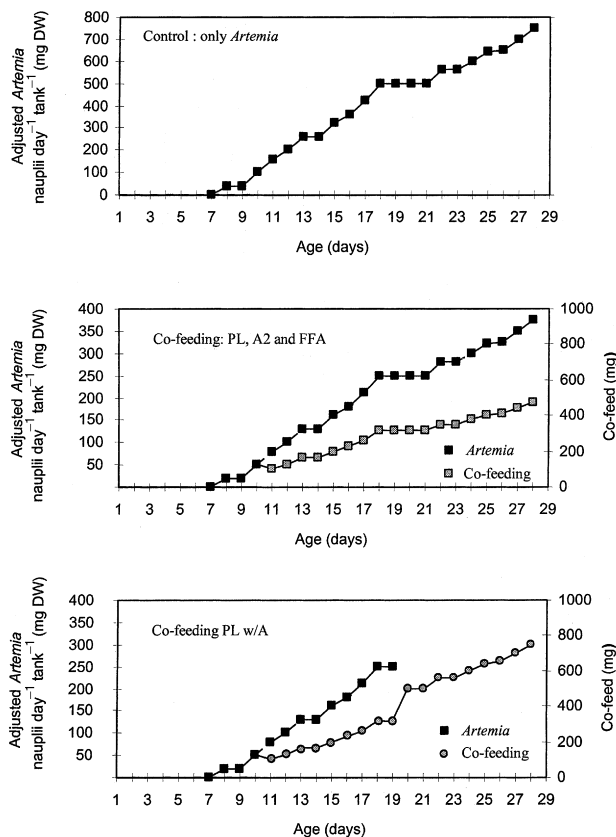 Control : only Artemia
Adjusted Artemia
nauplii day⁻¹ tank⁻¹ (mg DW)
800
700
600
500
400
300
200
100
0
1 3 5 7 9 11 13 15 17 19 21 23 25 27 29
Age (days)
Co-feeding: PL, A2 and FFA
Adjusted Artemia
nauplii day⁻¹ tank⁻¹ (mg DW)
400
350
300
250
200
150
100
50
1000
800
600
400
200
0
Co-feed (mg)
Artemia
Co-feeding
1 3 5 7 9 11 13 15 17 19 21 23 25 27 29
Age (days)
Co-feeding PL w/A
Adjusted Artemia
nauplii day⁻¹ tank⁻¹ (mg DW)
400
350
300
250
200
150
100
50
1000
800
600
400
200
0
Co-feed (mg)
Artemia
Co-feeding
1 3 5 7 9 11 13 15 17 19 21 23 25 27 29
Age (days)